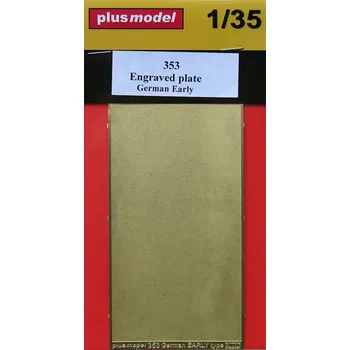 plusmodel
1/35
353
Engraved plate
German Early
plusmodel 353 German EARLY type